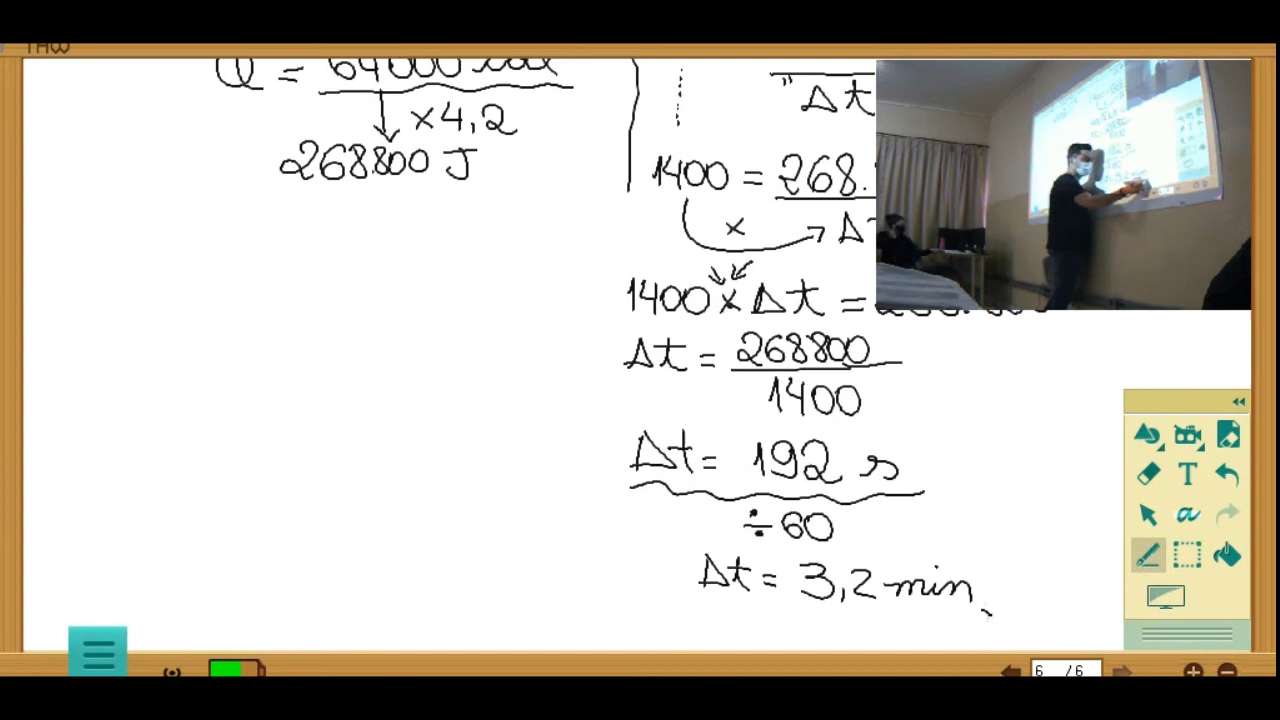 Q = 64000 cal
×4,2
268800 J
" Δt
1400 = 268.
× Δt
1400 × Δt =
Δt = 268800
1400
Δt = 192 s
÷ 60
Δt = 3,2 min
T
a
6 /6